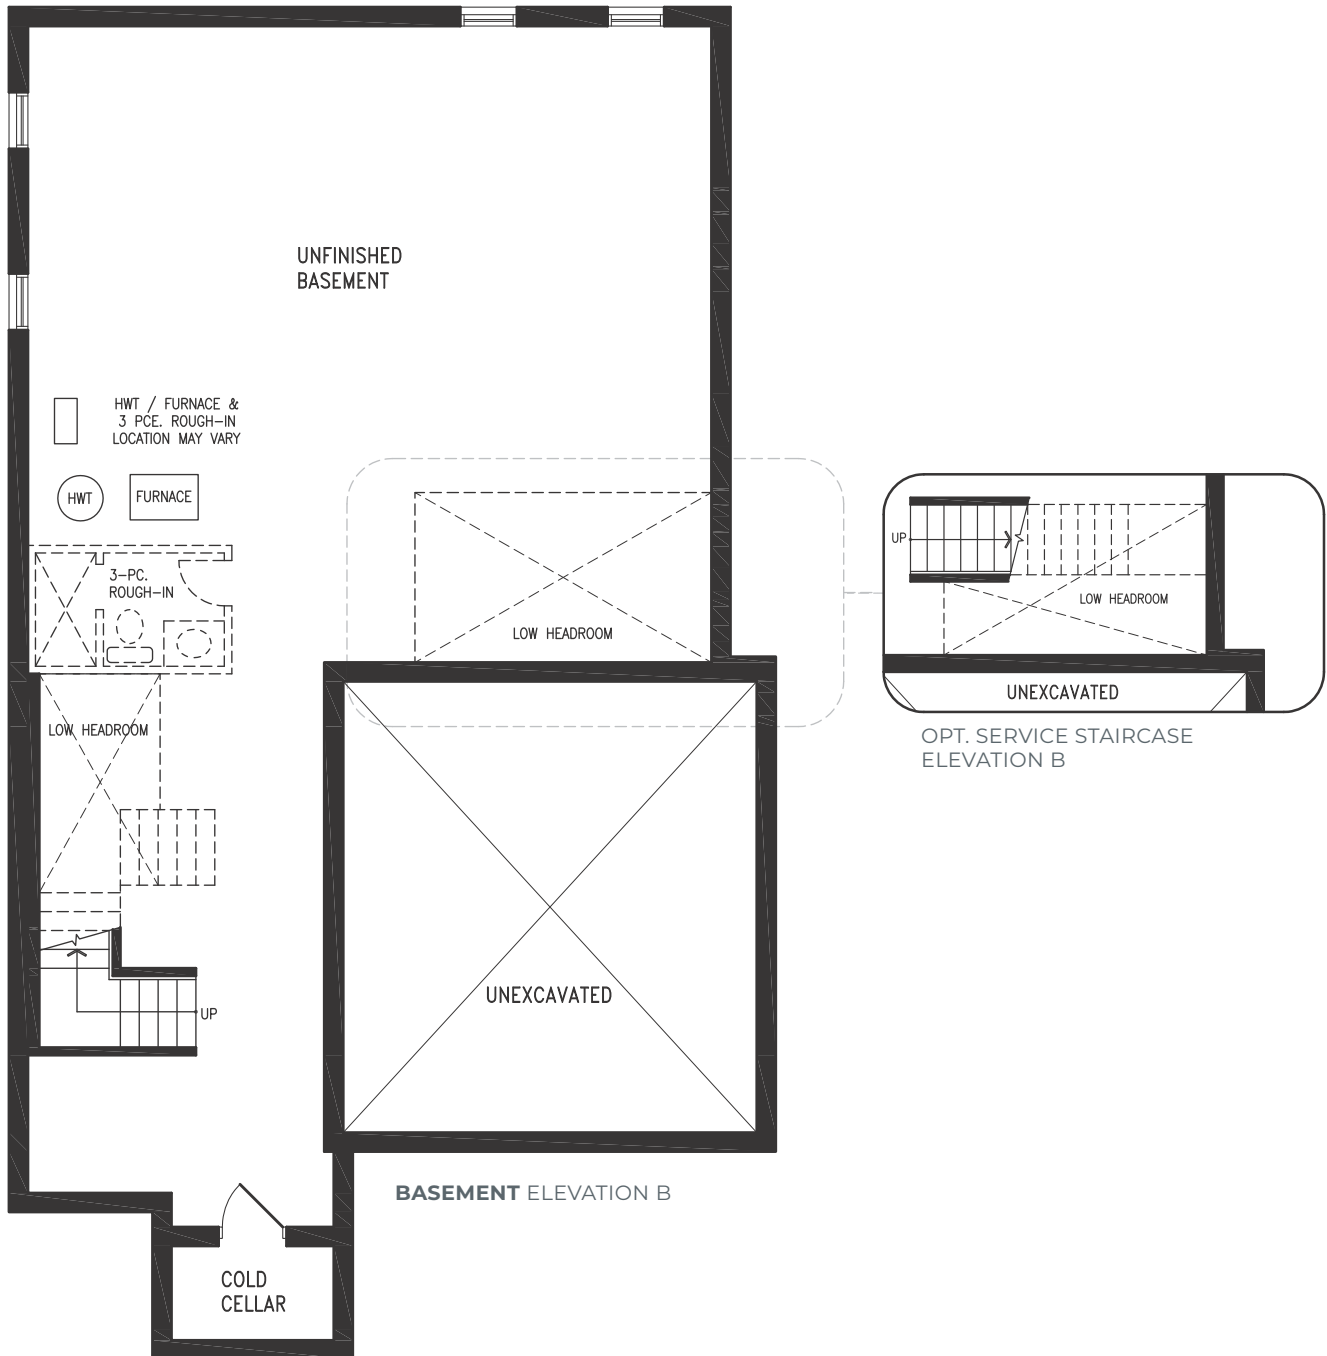 UNFINISHED
BASEMENT
HWT / FURNACE &
3 PCE. ROUGH-IN
LOCATION MAY VARY
HWT
FURNACE
3-PC.
ROUGH-IN
LOW HEADROOM
LOW HEADROOM
UP
UNEXCAVATED
BASEMENT ELEVATION B
COLD
CELLAR
UP
LOW HEADROOM
UNEXCAVATED
OPT. SERVICE STAIRCASE
ELEVATION B